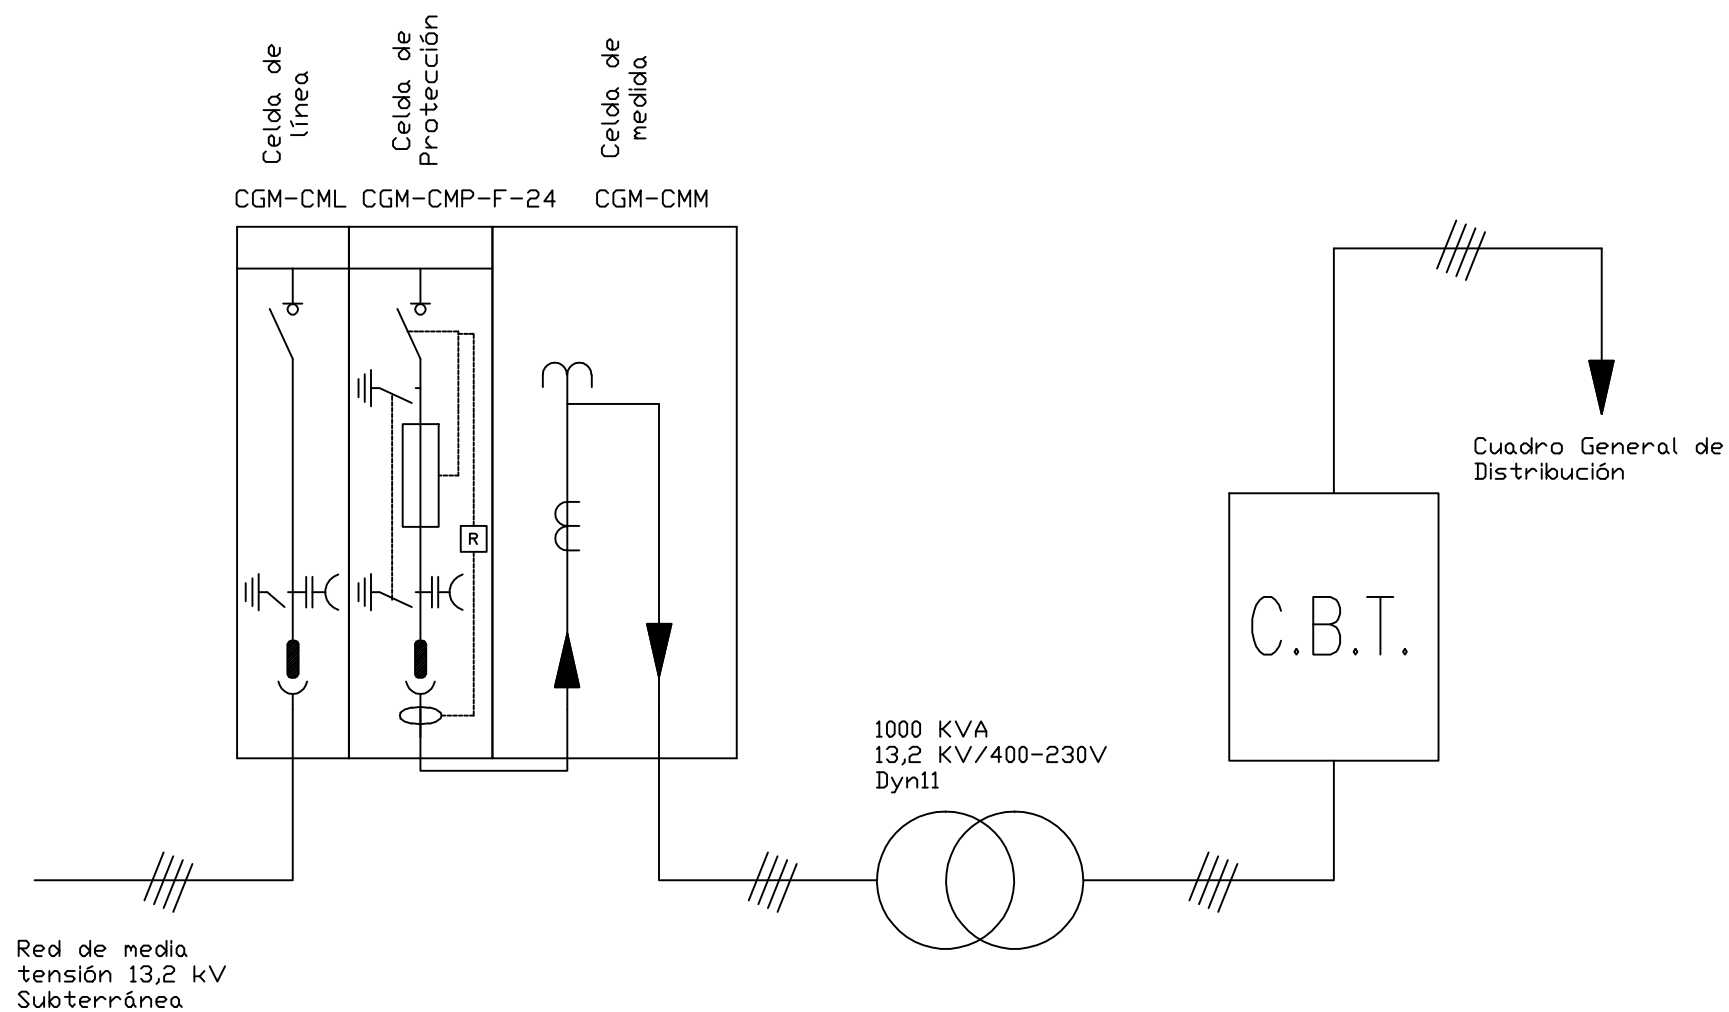 Celda de
línea
Celda de
Protección
Celda de
medida
CGM-CML
CGM-CMP-F-24
CGM-CMM
R
Cuadro General de
Distribución
C.B.T.
1000 KVA
13,2 KV/400-230V
Dyn11
Red de media
tensión 13,2 kV
Subterránea